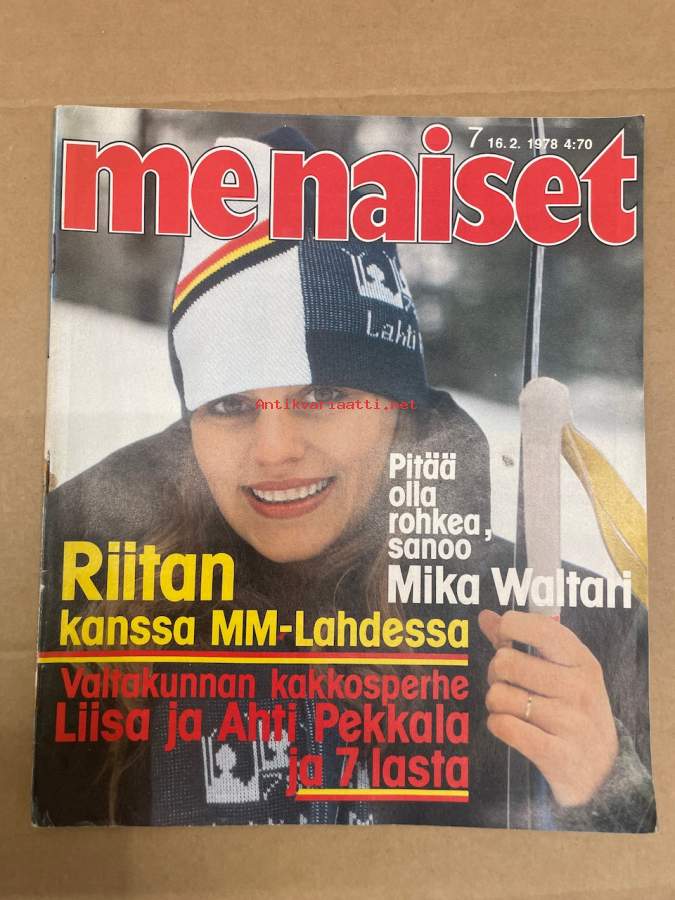 7 16.2. 1978 4:70
me naiset
Lahti
Antikvariaatti.net
Pitää
olla
rohkea,
sanoo
Mika Waltari
Riitan
kanssa MM-Lahdessa
Valtakunnan kakkosperhe
Liisa ja Ahti Pekkala
ja 7 lasta